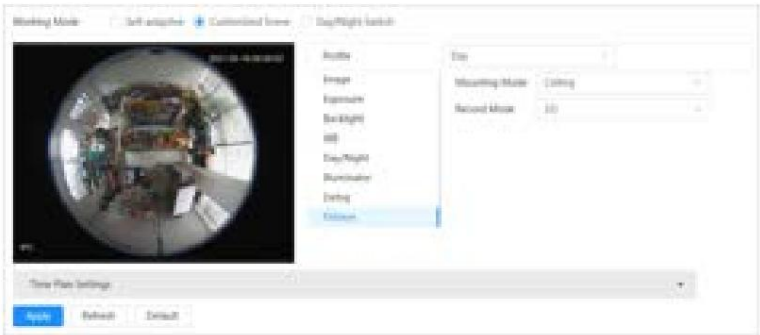 Working Mode Self-adaptive Customized Scene Day/Night Switch
Profile Day
Image Mounting Mode Ceiling
Exposure Record Mode
Backlight
WB
Day/Night
Illuminator
Defog
Fisheye
Time Plan Settings
Apply Refresh Default